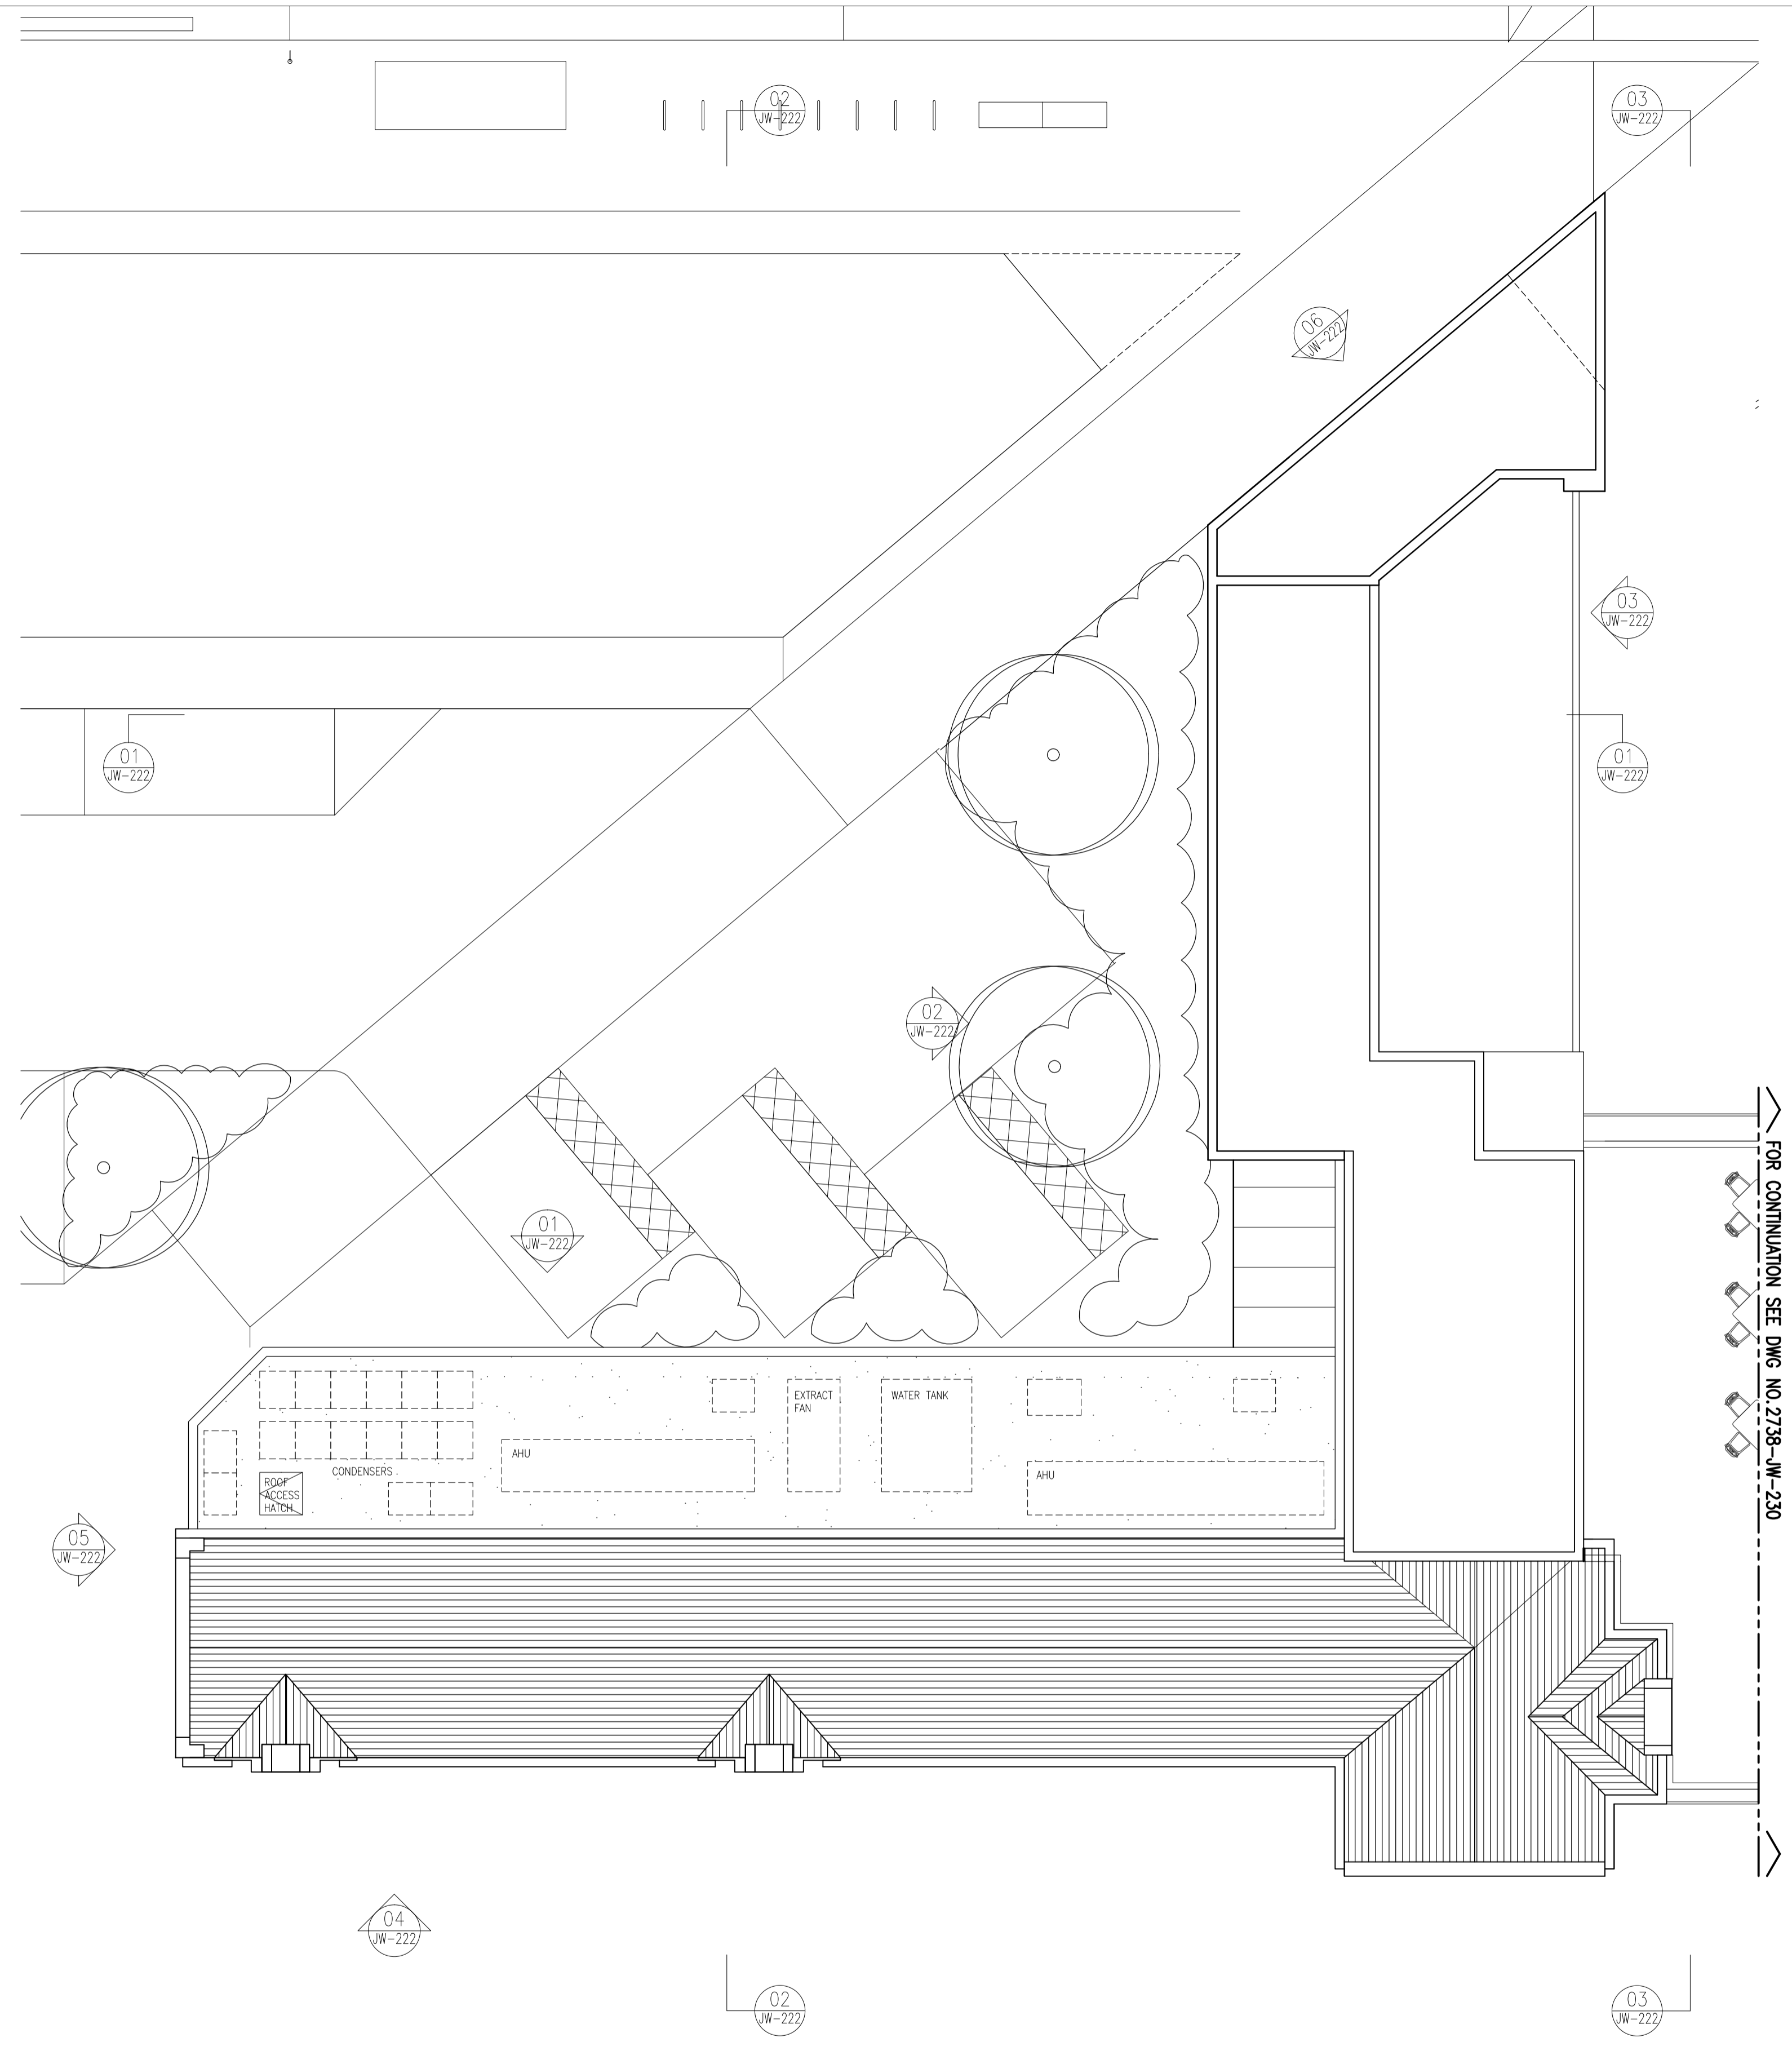 02
JW-222
03
JW-222
06
JW-222
03
JW-222
01
JW-222
01
JW-222
02
JW-222
01
JW-222
FOR CONTINUATION SEE DWG NO.2738-JW-230
EXTRACT
FAN
WATER TANK
AHU
CONDENSERS
AHU
ROOF
ACCESS
HATCH
05
JW-222
04
JW-222
02
JW-222
03
JW-222